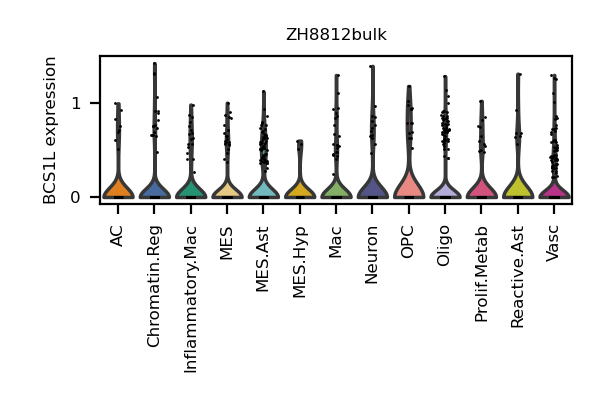 ZH8812bulk
BCS1L expression
1
0
AC
Chromatin.Reg
Inflammatory.Mac
MES
MES.Ast
MES.Hyp
Mac
Neuron
OPC
Oligo
Prolif.Metab
Reactive.Ast
Vasc